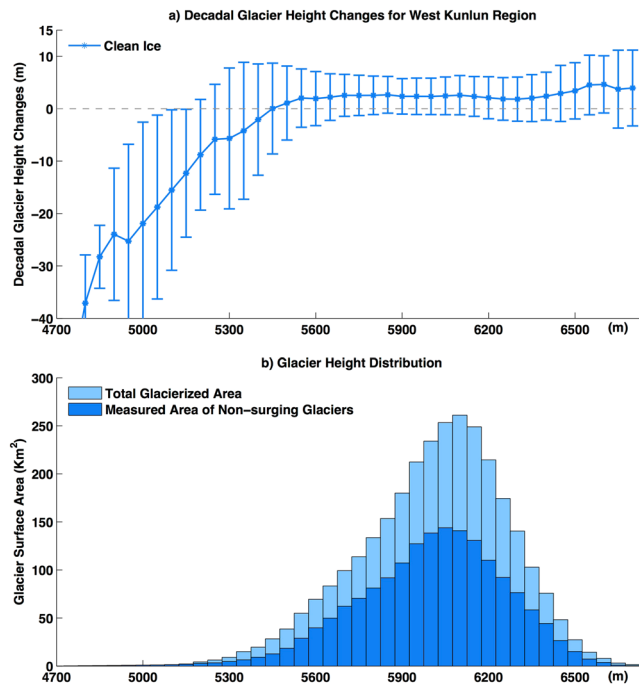 a) Decadal Glacier Height Changes for West Kunlun Region
15
Clean Ice
10
0
-10
-20
-30
-40
Decadal Glacier Height Changes (m)
4700 5000 5300 5600 5900 6200 6500 (m)
b) Glacier Height Distribution
300
Total Glacierized Area
Measured Area of Non-surging Glaciers
250
200
150
100
50
0
Glacier Surface Area (Km²)
4700 5000 5300 5600 5900 6200 6500 (m)